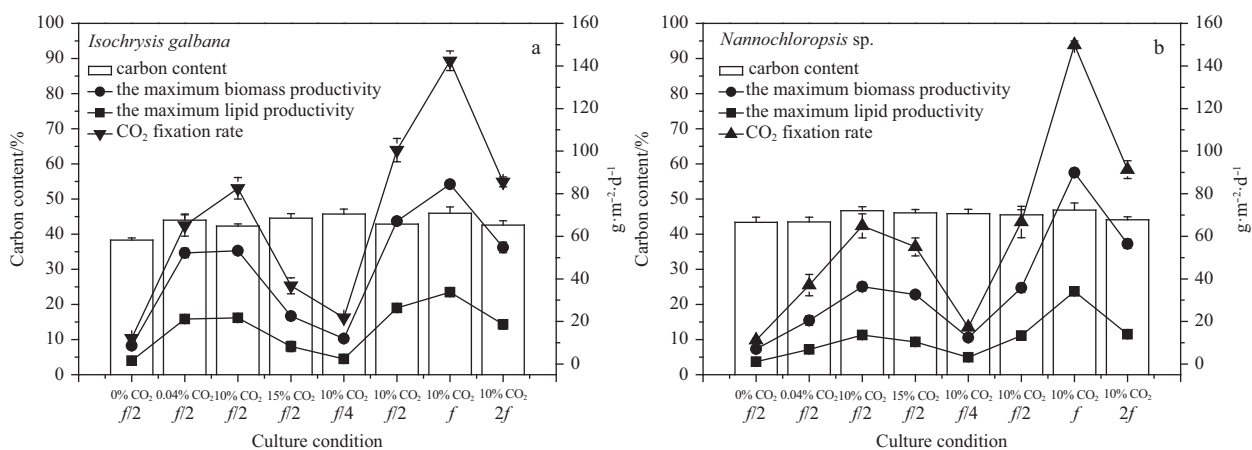 100
90
80
70
60
50
40
30
20
10
0
Carbon content/%
Isochrysis galbana
a
carbon content
the maximum biomass productivity
the maximum lipid productivity
CO₂ fixation rate
160
140
120
100
80
60
40
20
0
g·m⁻²·d⁻¹
0% CO₂ 0.04% CO₂ 10% CO₂ 15% CO₂ 10% CO₂ 10% CO₂ 10% CO₂ 10% CO₂
f/2 f/2 f/2 f/2 f/4 f/2 f 2f
Culture condition
100
90
80
70
60
50
40
30
20
10
0
Carbon content/%
Nannochloropsis sp.
b
carbon content
the maximum biomass productivity
the maximum lipid productivity
CO₂ fixation rate
160
140
120
100
80
60
40
20
0
g·m⁻²·d⁻¹
0% CO₂ 0.04% CO₂ 10% CO₂ 15% CO₂ 10% CO₂ 10% CO₂ 10% CO₂ 10% CO₂
f/2 f/2 f/2 f/2 f/4 f/2 f 2f
Culture condition